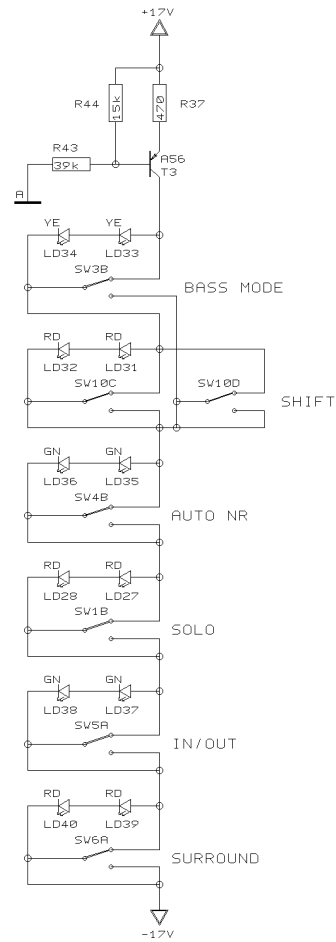 +17V
R44
15k
470
R37
R43
39k
A56
T3
A
YE YE
LD34 LD33
SW3B
BASS MODE
RD RD
LD32 LD31
SW10C
SW10D
SHIFT
GN GN
LD36 LD35
SW4B
AUTO NR
RD RD
LD28 LD27
SW1B
SOLO
GN GN
LD38 LD37
SW5A
IN/OUT
RD RD
LD40 LD39
SW6A
SURROUND
-17V